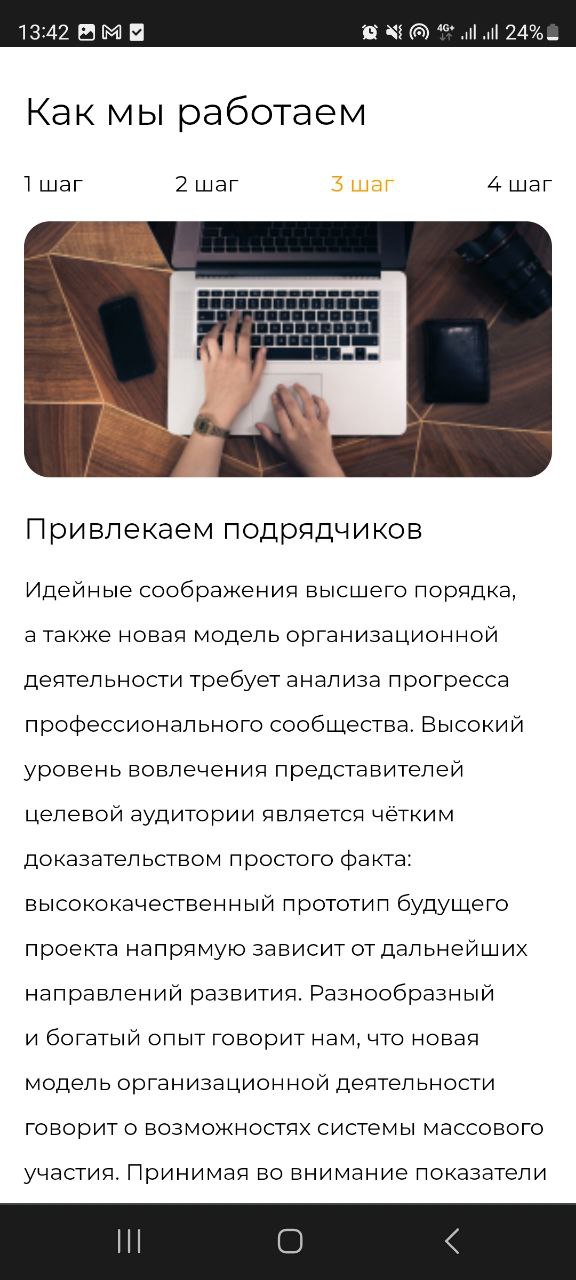 13:42
4G+
24%
Как мы работаем
1 шаг 2 шаг 3 шаг 4 шаг
Привлекаем подрядчиков
Идейные соображения высшего порядка,
а также новая модель организационной
деятельности требует анализа прогресса
профессионального сообщества. Высокий
уровень вовлечения представителей
целевой аудитории является чётким
доказательством простого факта:
высококачественный прототип будущего
проекта напрямую зависит от дальнейших
направлений развития. Разнообразный
и богатый опыт говорит нам, что новая
модель организационной деятельности
говорит о возможностях системы массового
участия. Принимая во внимание показатели